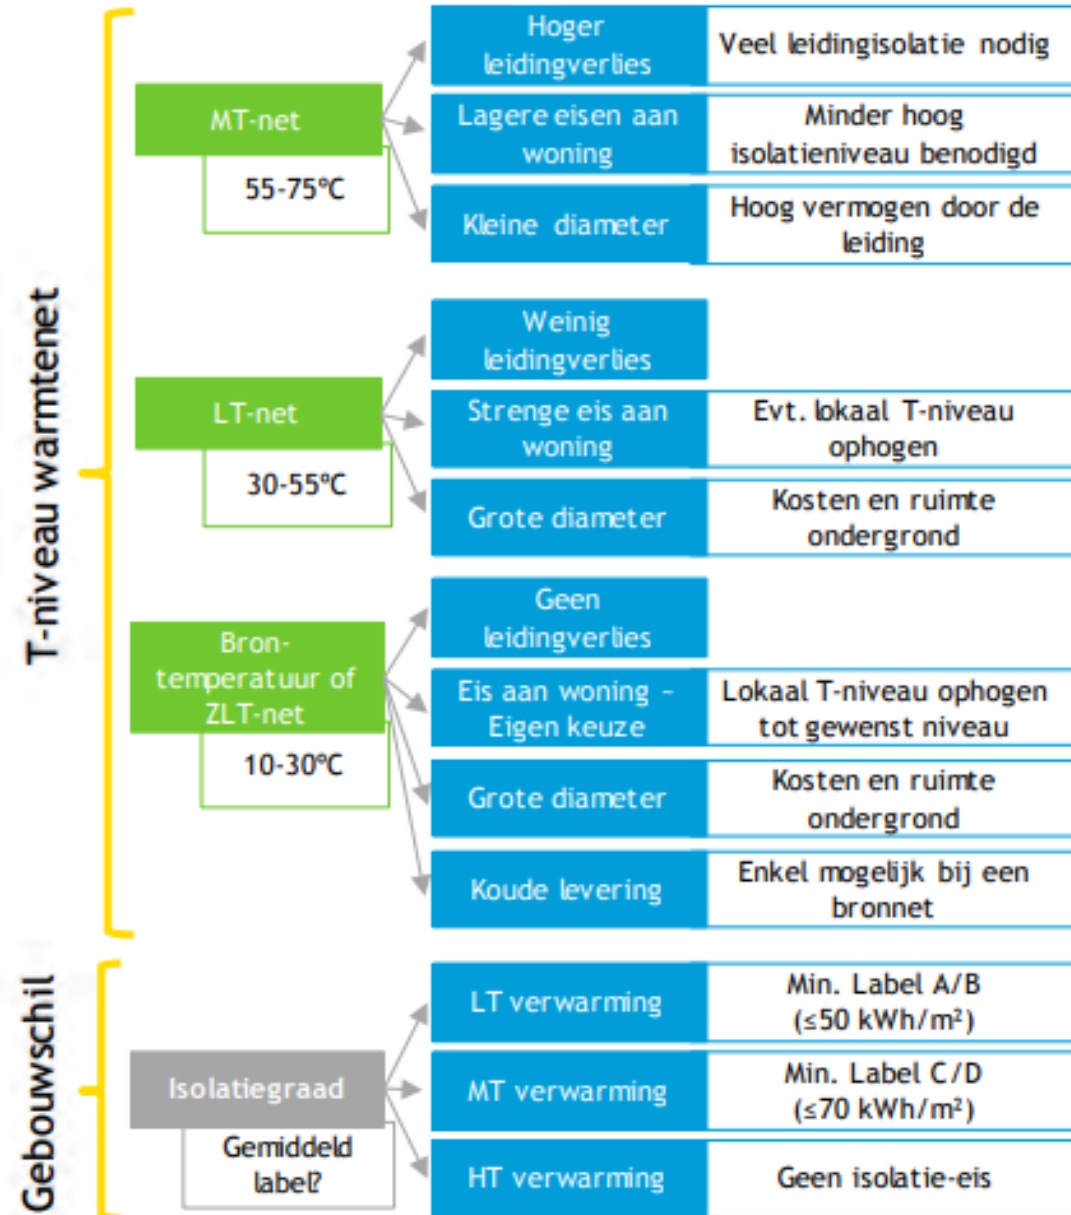 T-niveau warmtenet
MT-net
55-75°C
Hoger
leidingverlies
Veel leidingisolatie nodig
Lagere eisen aan
woning
Minder hoog
isolatieniveau benodigd
Kleine diameter
Hoog vermogen door de
leiding
LT-net
30-55°C
Weinig
leidingverlies
Strenge eis aan
woning
Evt. lokaal T-niveau
ophogen
Grote diameter
Kosten en ruimte
ondergrond
Bron-
temperatuur of
ZLT-net
10-30°C
Geen
leidingverlies
Eis aan woning –
Eigen keuze
Lokaal T-niveau ophogen
tot gewenst niveau
Grote diameter
Kosten en ruimte
ondergrond
Koude levering
Enkel mogelijk bij een
bronnet
Gebouwschil
Isolatiegraad
Gemiddeld
label?
LT verwarming
Min. Label A/B
(≤50 kWh/m²)
MT verwarming
Min. Label C/D
(≤70 kWh/m²)
HT verwarming
Geen isolatie-eis